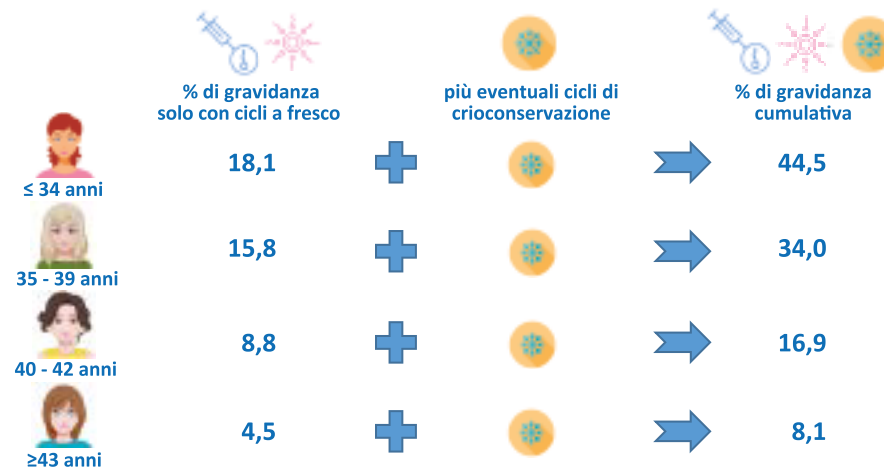 % di gravidanza
solo con cicli a fresco
più eventuali cicli di
crioconservazione
% di gravidanza
cumulativa
≤ 34 anni
18,1
44,5
35 - 39 anni
15,8
34,0
40 - 42 anni
8,8
16,9
≥43 anni
4,5
8,1